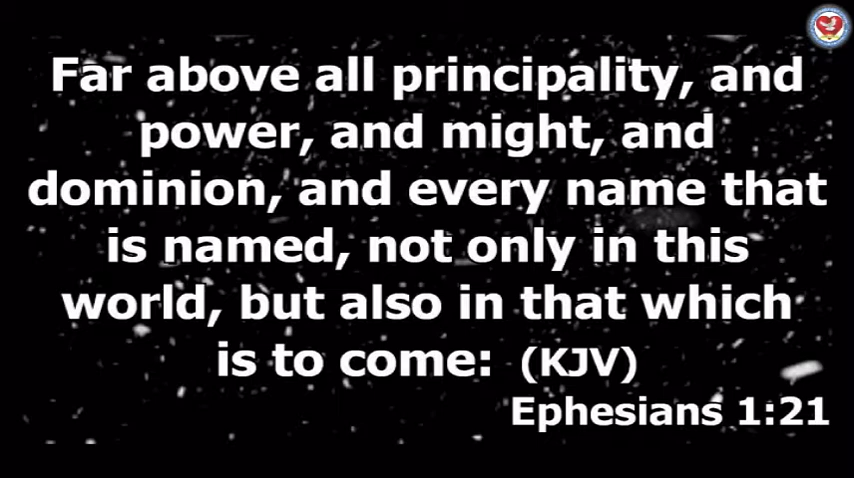 Far above all principality, and
power, and might, and
dominion, and every name that
is named, not only in this
world, but also in that which
is to come: (KJV)
Ephesians 1:21